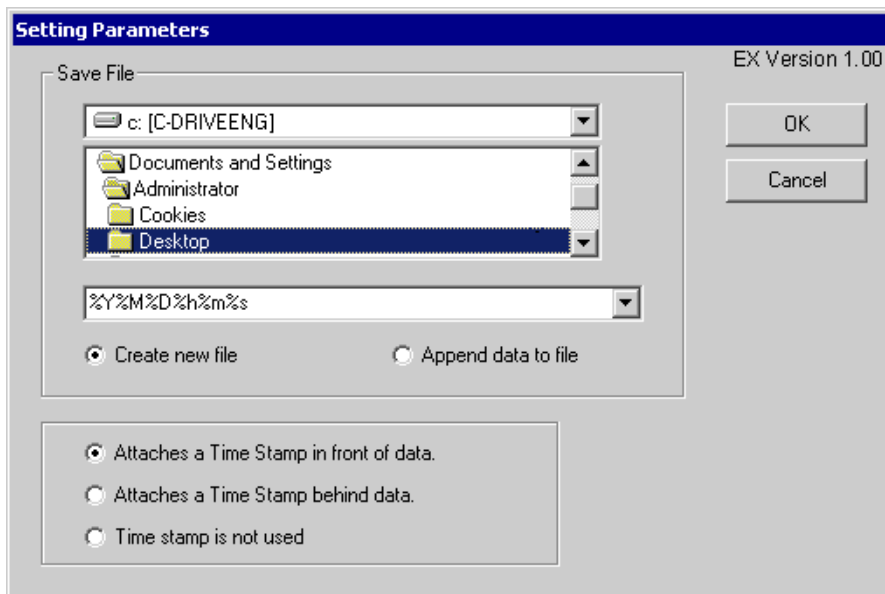 Setting Parameters
EX Version 1.00
Save File
c: [C-DRIVEENG]
Documents and Settings
Administrator
Cookies
Desktop
%Y%M%D%h%m%s
Create new file
Append data to file
OK
Cancel
Attaches a Time Stamp in front of data.
Attaches a Time Stamp behind data.
Time stamp is not used